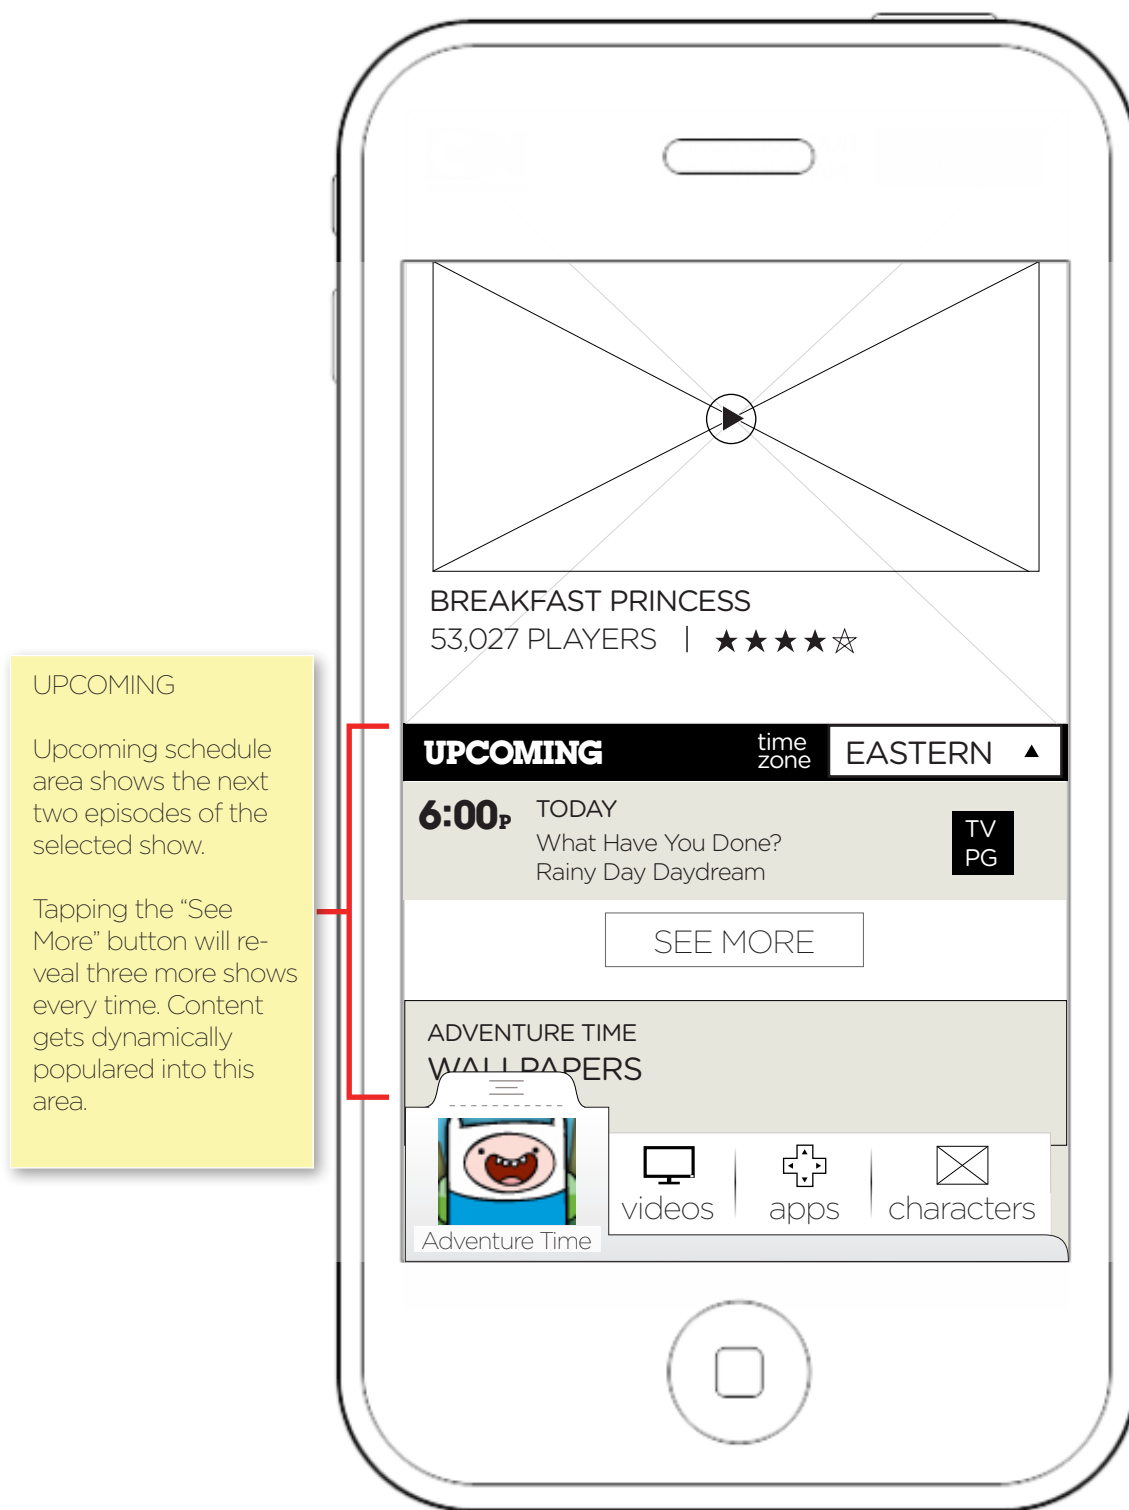 BREAKFAST PRINCESS
53,027 PLAYERS |
UPCOMING
Upcoming schedule
area shows the next
two episodes of the
selected show.
Tapping the “See
More” button will re-
veal three more shows
every time. Content
gets dynamically
populared into this
area.
UPCOMING
time
zone
EASTERN
6:00P
TODAY
What Have You Done?
Rainy Day Daydream
TV
PG
SEE MORE
ADVENTURE TIME
WALLPAPERS
videos
apps
characters
Adventure Time